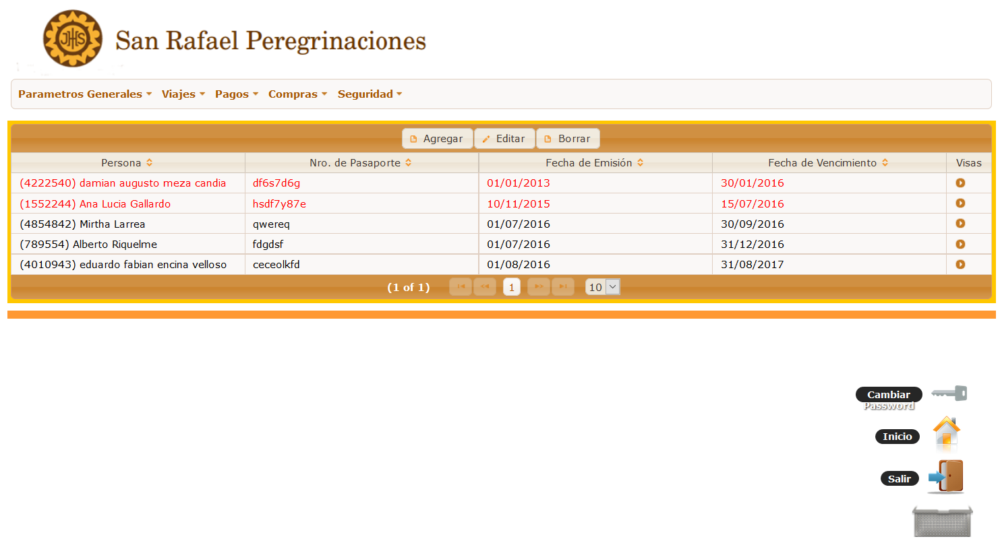 JHS
San Rafael Peregrinaciones
Parametros Generales Viajes Pagos Compras Seguridad
Agregar Editar Borrar
Persona Nro. de Pasaporte Fecha de Emisión Fecha de Vencimiento Visas
(4222540) damian augusto meza candia df6s7d6g 01/01/2013 30/01/2016
(1552244) Ana Lucia Gallardo hsdf7y87e 10/11/2015 15/07/2016
(4854842) Mirtha Larrea qwereq 01/07/2016 30/09/2016
(789554) Alberto Riquelme fdgdsf 01/07/2016 31/12/2016
(4010943) eduardo fabian encina velloso ceceolkfd 01/08/2016 31/08/2017
(1 of 1) 1 10
Cambiar
Password
Inicio
Salir